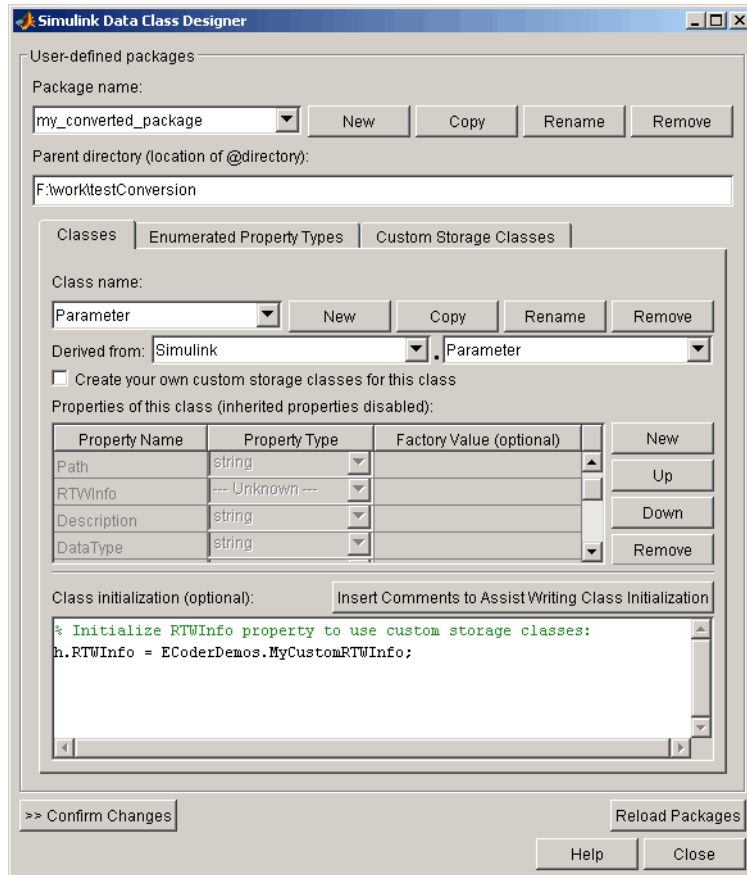 Simulink Data Class Designer
User-defined packages
Package name:
my_converted_package New Copy Rename Remove
Parent directory (location of @directory):
F:\work\testConversion
Classes Enumerated Property Types Custom Storage Classes
Class name:
Parameter New Copy Rename Remove
Derived from: Simulink . Parameter
Create your own custom storage classes for this class
Properties of this class (inherited properties disabled):
Property Name Property Type Factory Value (optional) New
Path string
Up
RTWInfo --- Unknown ---
Description string Down
DataType string Remove
Class initialization (optional): Insert Comments to Assist Writing Class Initialization
% Initialize RTWInfo property to use custom storage classes:
h.RTWInfo = ECoderDemos.MyCustomRTWInfo;
>> Confirm Changes Reload Packages
Help Close